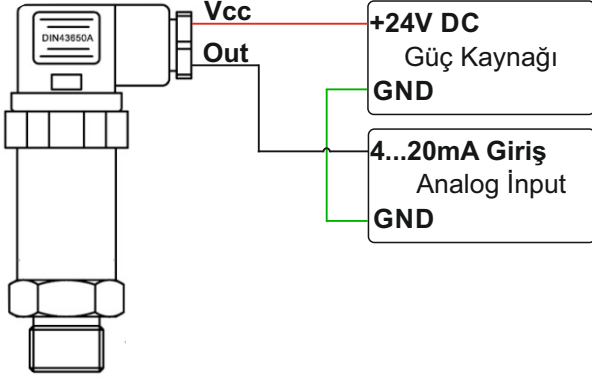 DIN43650A
Vcc
Out
+24V DC
Güç Kaynağı
GND
4...20mA Giriş
Analog İnput
GND